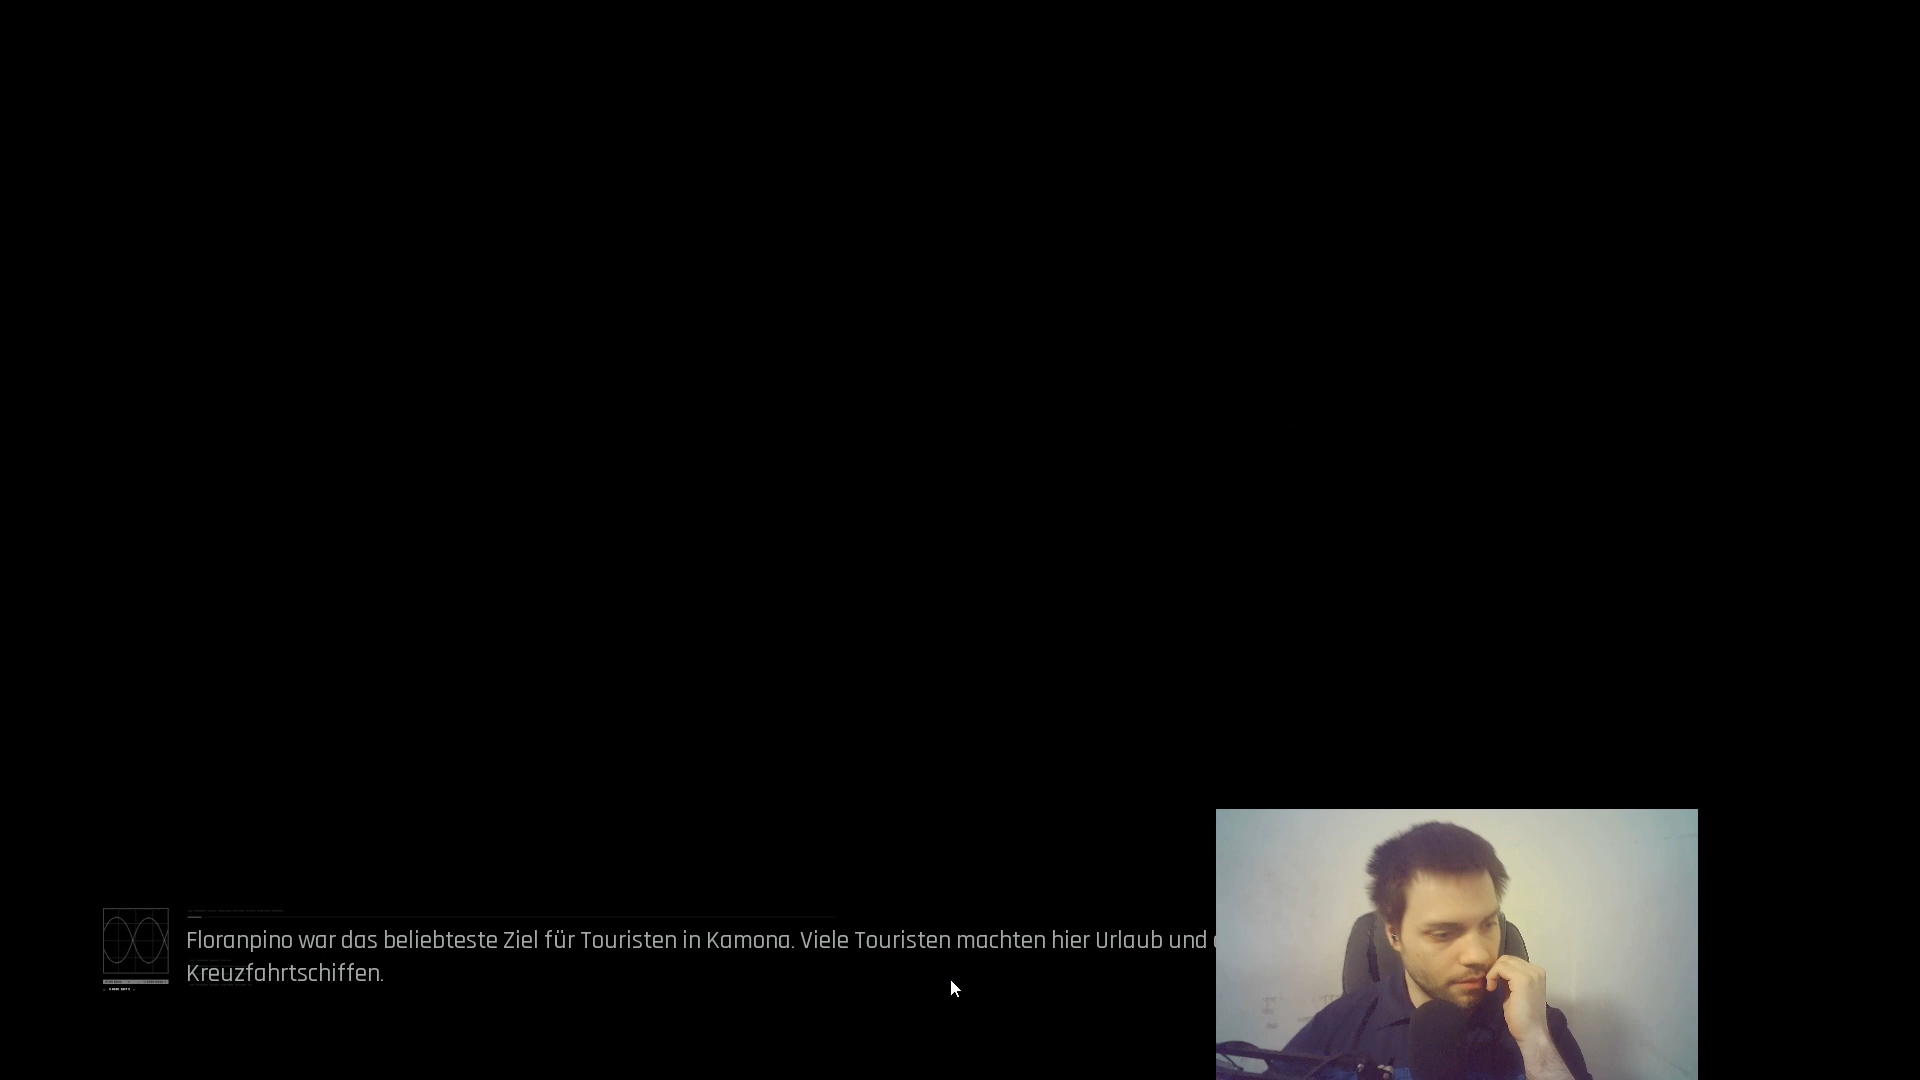 Floranpino war das beliebteste Ziel für Touristen in Kamona. Viele Touristen machten hier Urlaub und
Kreuzfahrtschiffen.